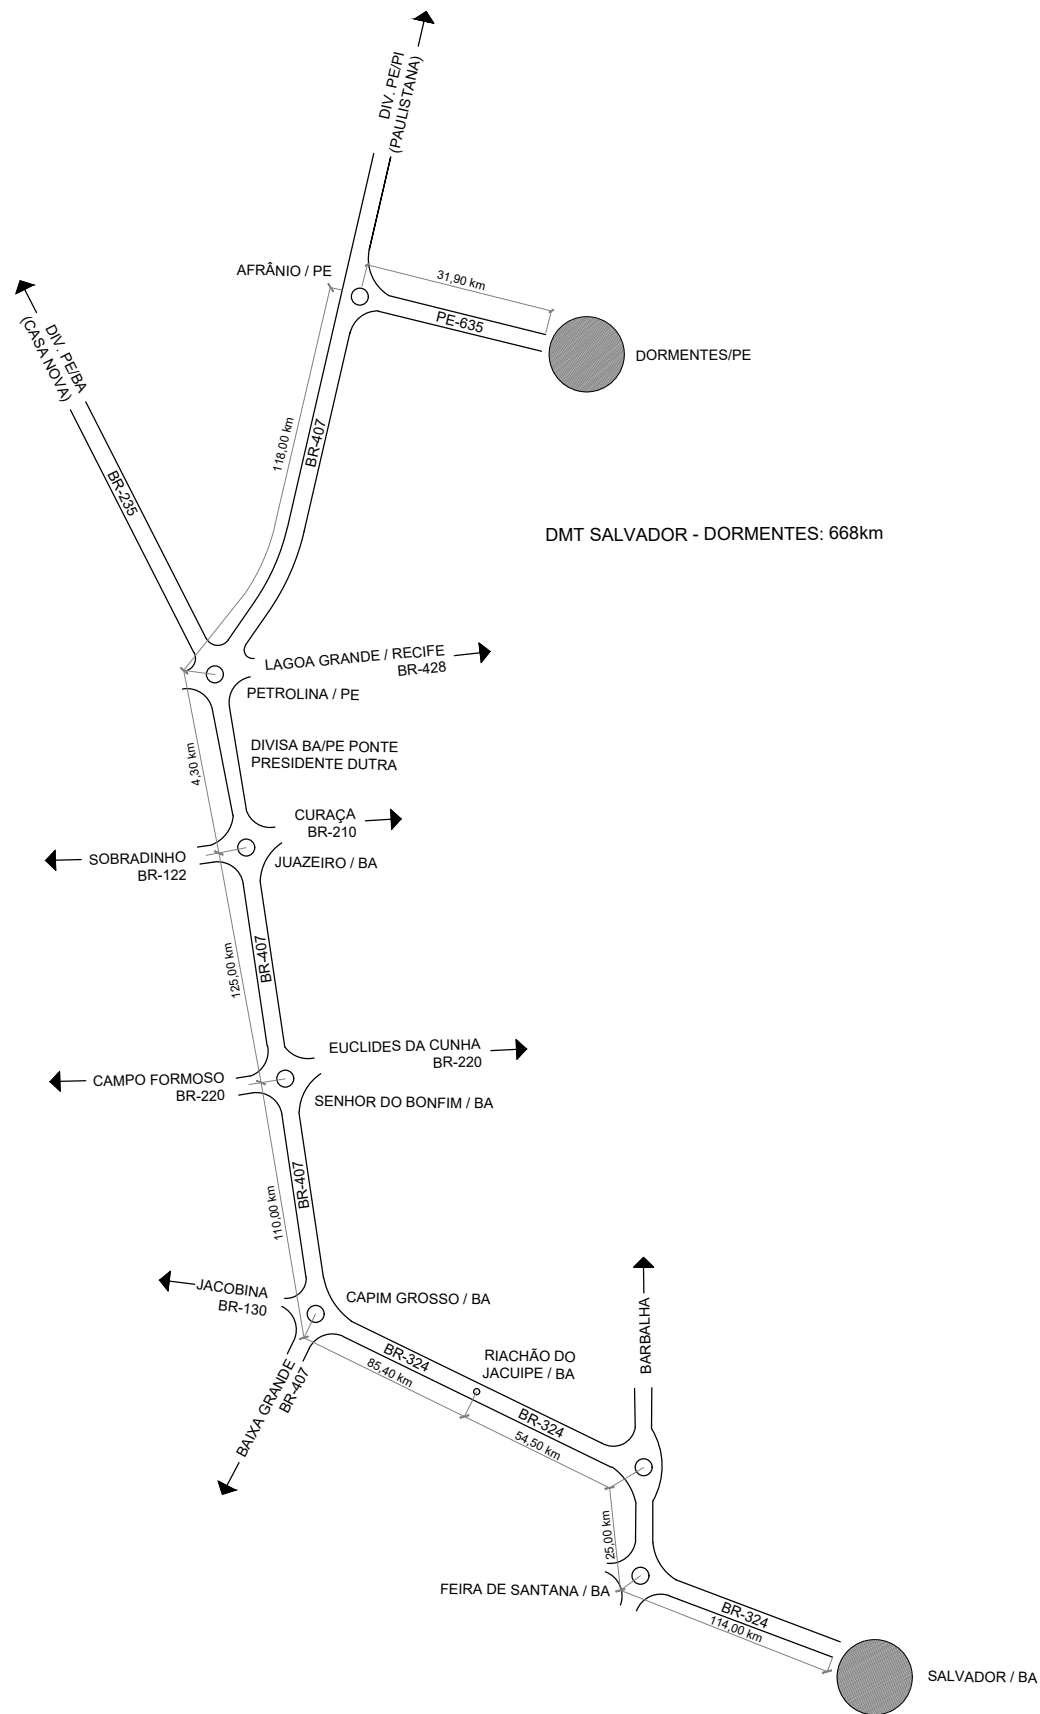 DIV. PE/PI
(PAULISTANA)
AFRÂNIO / PE
31,90 km
PE-635
DORMENTES/PE
DIV. PE/BA
(CASA NOVA)
118,00 km
BR-407
BR-235
DMT SALVADOR - DORMENTES: 668km
LAGOA GRANDE / RECIFE
BR-428
PETROLINA / PE
DIVISA BA/PE PONTE
PRESIDENTE DUTRA
4,30 km
CURAÇA
BR-210
SOBRADINHO
BR-122
JUAZEIRO / BA
125,00 km
BR-407
EUCLIDES DA CUNHA
BR-220
CAMPO FORMOSO
BR-220
SENHOR DO BONFIM / BA
BR-407
110,00 km
JACOBINA
BR-130
CAPIM GROSSO / BA
BR-324
85,40 km
RIACHÃO DO
JACUIPE / BA
BARBALHA
BAIXA GRANDE
BR-407
BR-324
54,50 km
25,00 km
FEIRA DE SANTANA / BA
BR-324
114,00 km
SALVADOR / BA